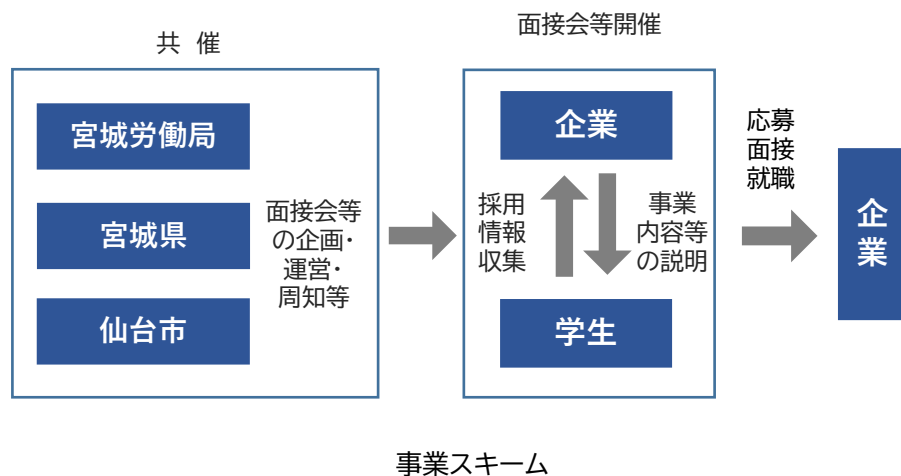 共 催
宮城労働局
宮城県
仙台市
面接会等
の企画・
運営・
周知等
面接会等開催
企業
採用
情報
収集
事業
内容等
の説明
学生
応募
面接
就職
企業
事業スキーム